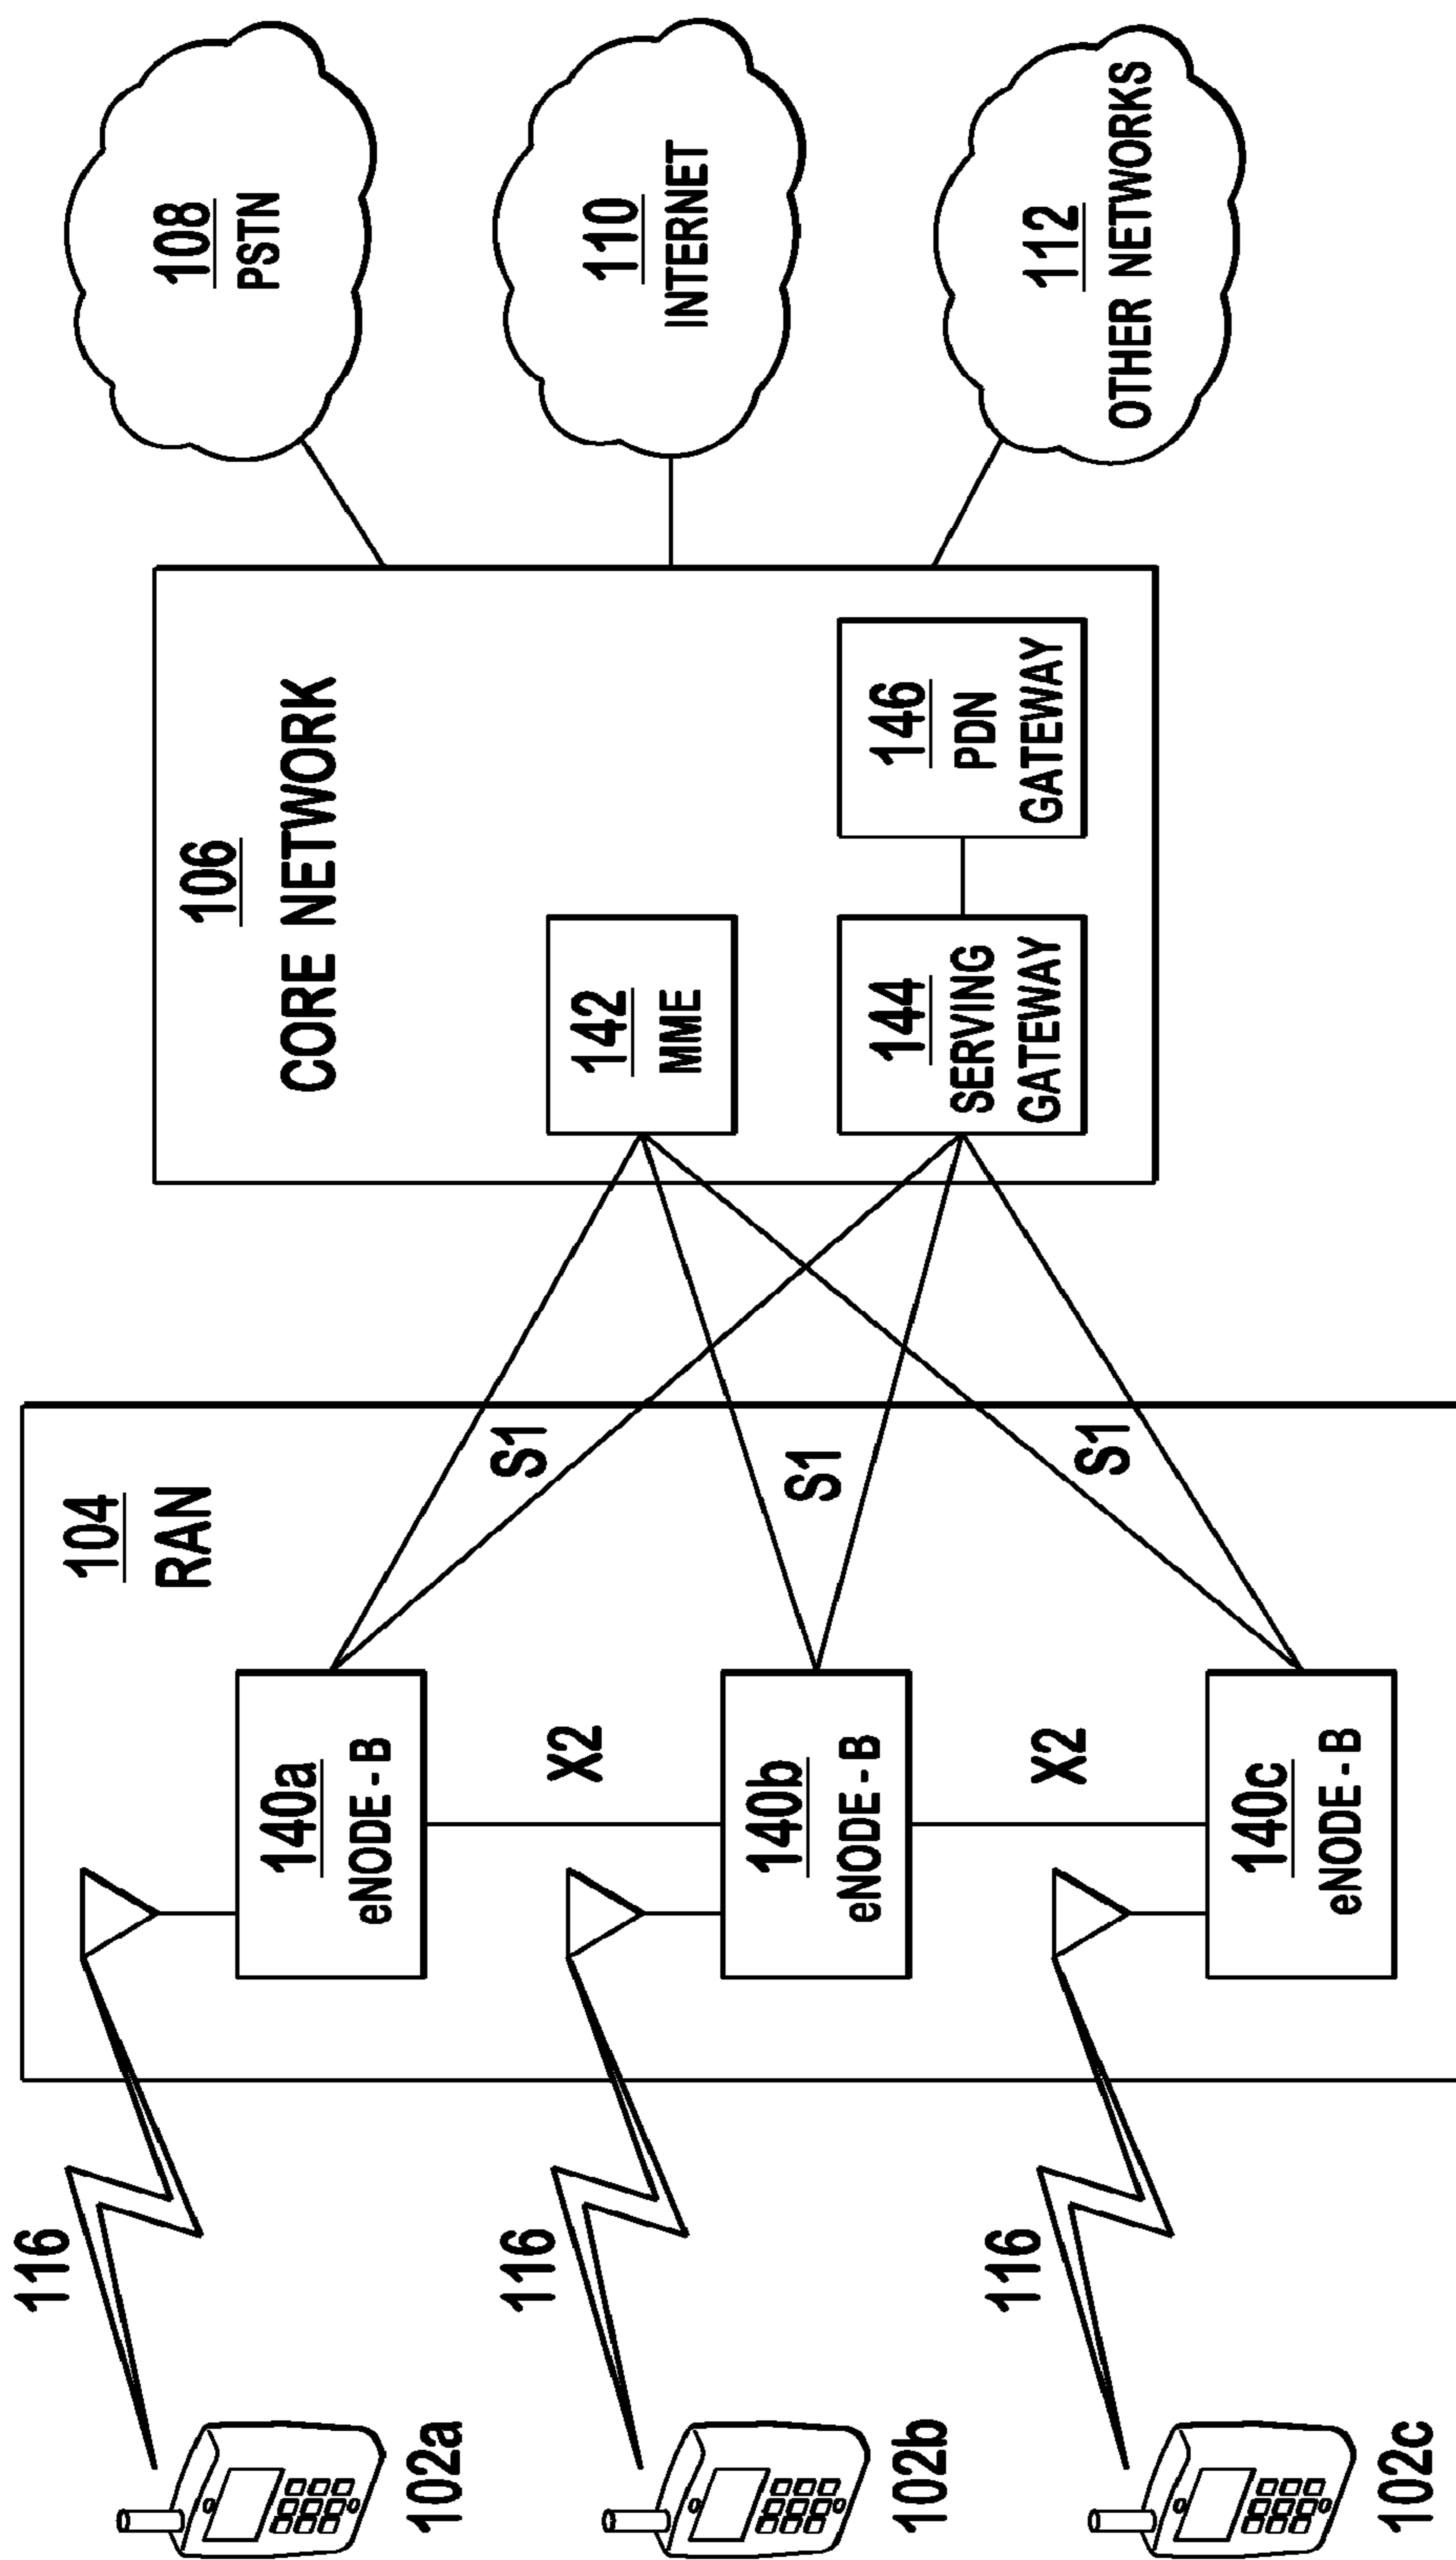 116
116
116
102a
102b
102c
104
RAN
140a
eNODE-B
X2
140b
eNODE-B
X2
140c
eNODE-B
S1
S1
S1
106
CORE NETWORK
142
MME
144
SERVING
GATEWAY
146
PDN
GATEWAY
108
PSTN
110
INTERNET
112
OTHER NETWORKS